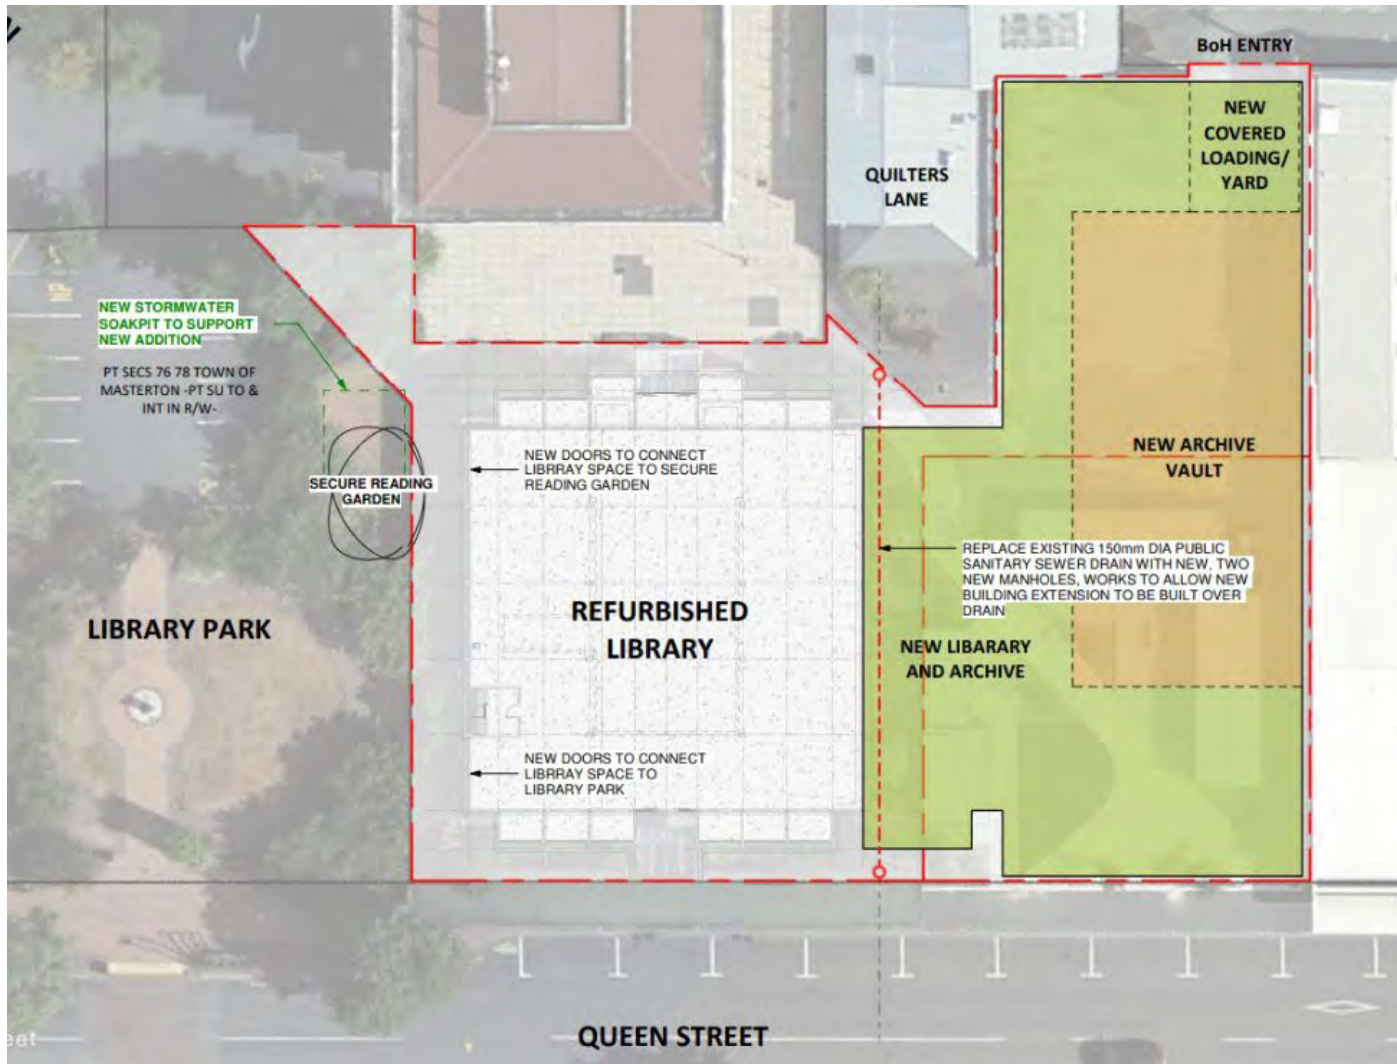 BoH ENTRY
NEW
COVERED
LOADING/
YARD
QUILTERS
LANE
NEW STORMWATER
SOAKPIT TO SUPPORT
NEW ADDITION
PT SECS 76 78 TOWN OF
MASTERTON -PT SU TO &
INT IN R/W-
NEW DOORS TO CONNECT
LIBRRAY SPACE TO SECURE
READING GARDEN
SECURE READING
GARDEN
NEW ARCHIVE
VAULT
REPLACE EXISTING 150mm DIA PUBLIC
SANITARY SEWER DRAIN WITH NEW, TWO
NEW MANHOLES, WORKS TO ALLOW NEW
BUILDING EXTENSION TO BE BUILT OVER
DRAIN
LIBRARY PARK
REFURBISHED
LIBRARY
NEW LIBARARY
AND ARCHIVE
NEW DOORS TO CONNECT
LIBRRAY SPACE TO
LIBRARY PARK
QUEEN STREET
eet